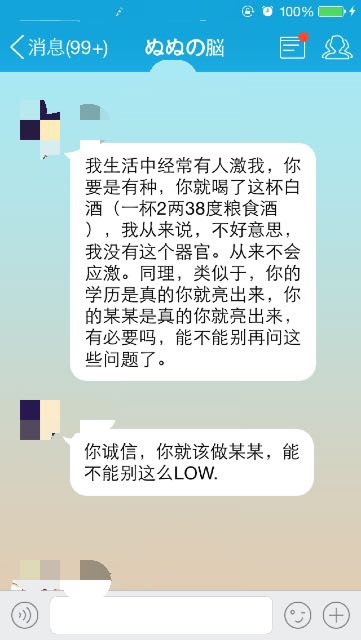 100%
消息(99+)
ぬぬの脳
我生活中经常有人激我，你
要是有种，你就喝了这杯白
酒（一杯2两38度粮食酒
），我从来说，不好意思，
我没有这个器官。从来不会
应激。同理，类似于，你的
学历是真的你就亮出来，你
的某某是真的你就亮出来，
有必要吗，能不能别再问这
些问题了。
你诚信，你就该做某某，能
不能别这么LOW.